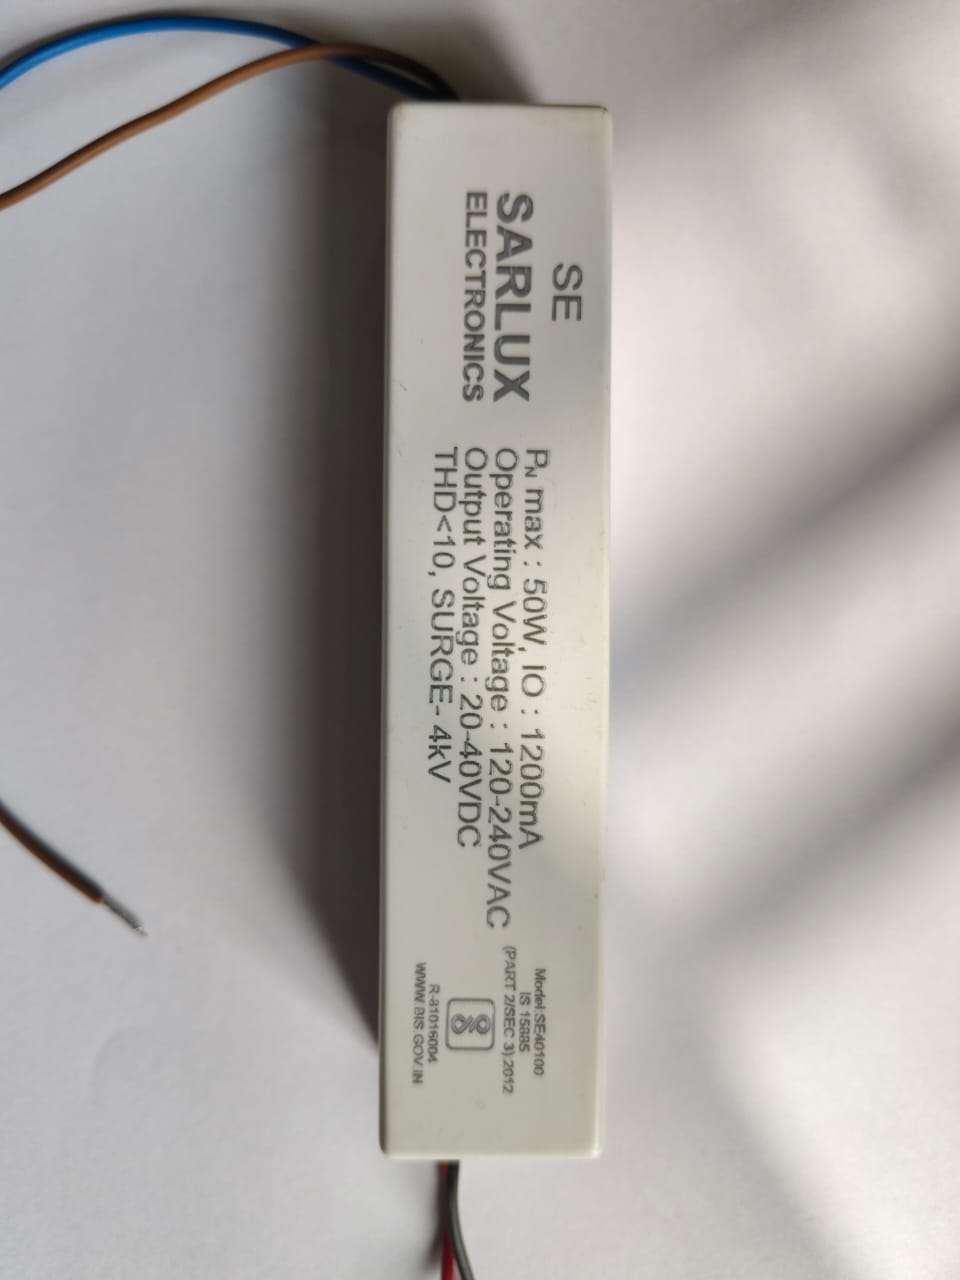 SE
SARLUX
ELECTRONICS
PN max : 50W, IO : 1200mA
Operating Voltage : 120-240VAC
Output Voltage : 20-40VDC
THD<10, SURGE- 4kV
Model:SE40100
IS 15885
(PART 2/SEC 3) 2012
R-81016004
WWW.BIS.GOV.IN